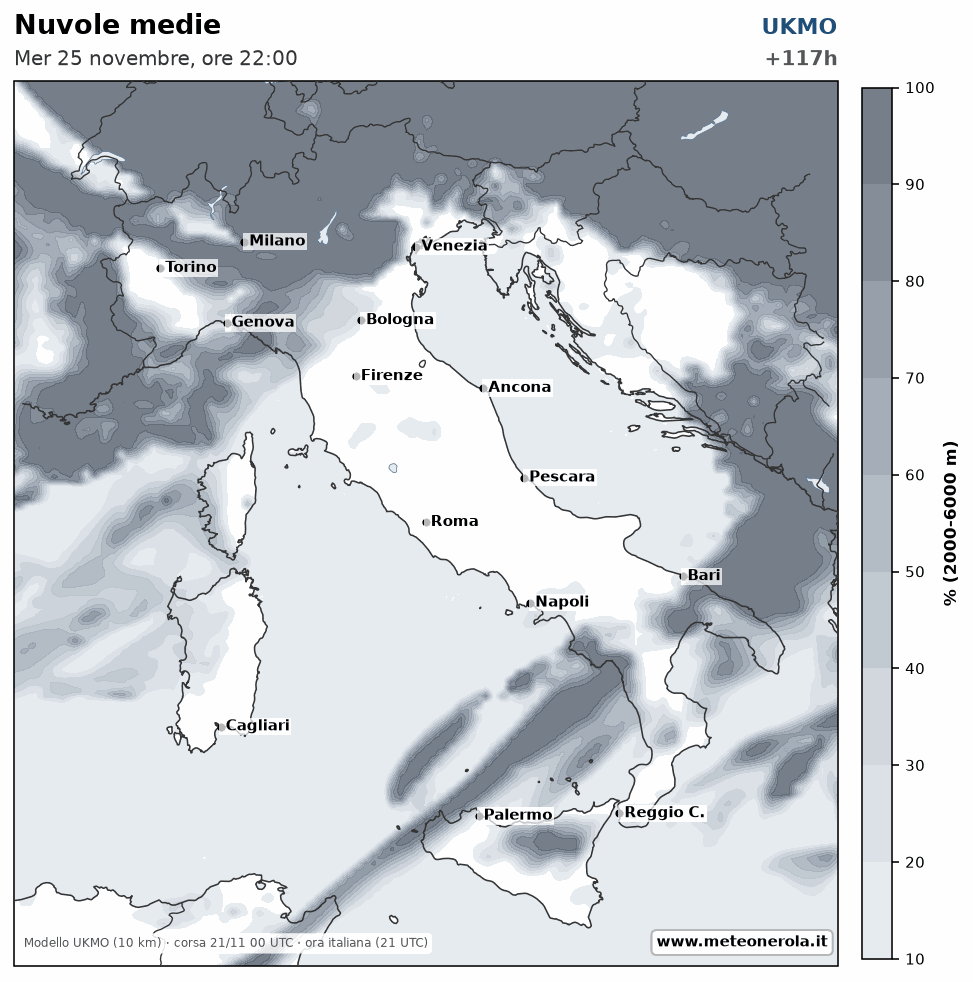 Nuvole medie
UKMO
Mer 25 novembre, ore 22:00
+117h
Milano
Venezia
Torino
Genova
Bologna
Firenze
Ancona
Pescara
Roma
Bari
Napoli
Cagliari
Palermo
Reggio C.
100
90
80
70
60
50
40
30
20
10
% (2000-6000 m)
Modello UKMO (10 km) · corsa 21/11 00 UTC · ora italiana (21 UTC)
www.meteonerola.it